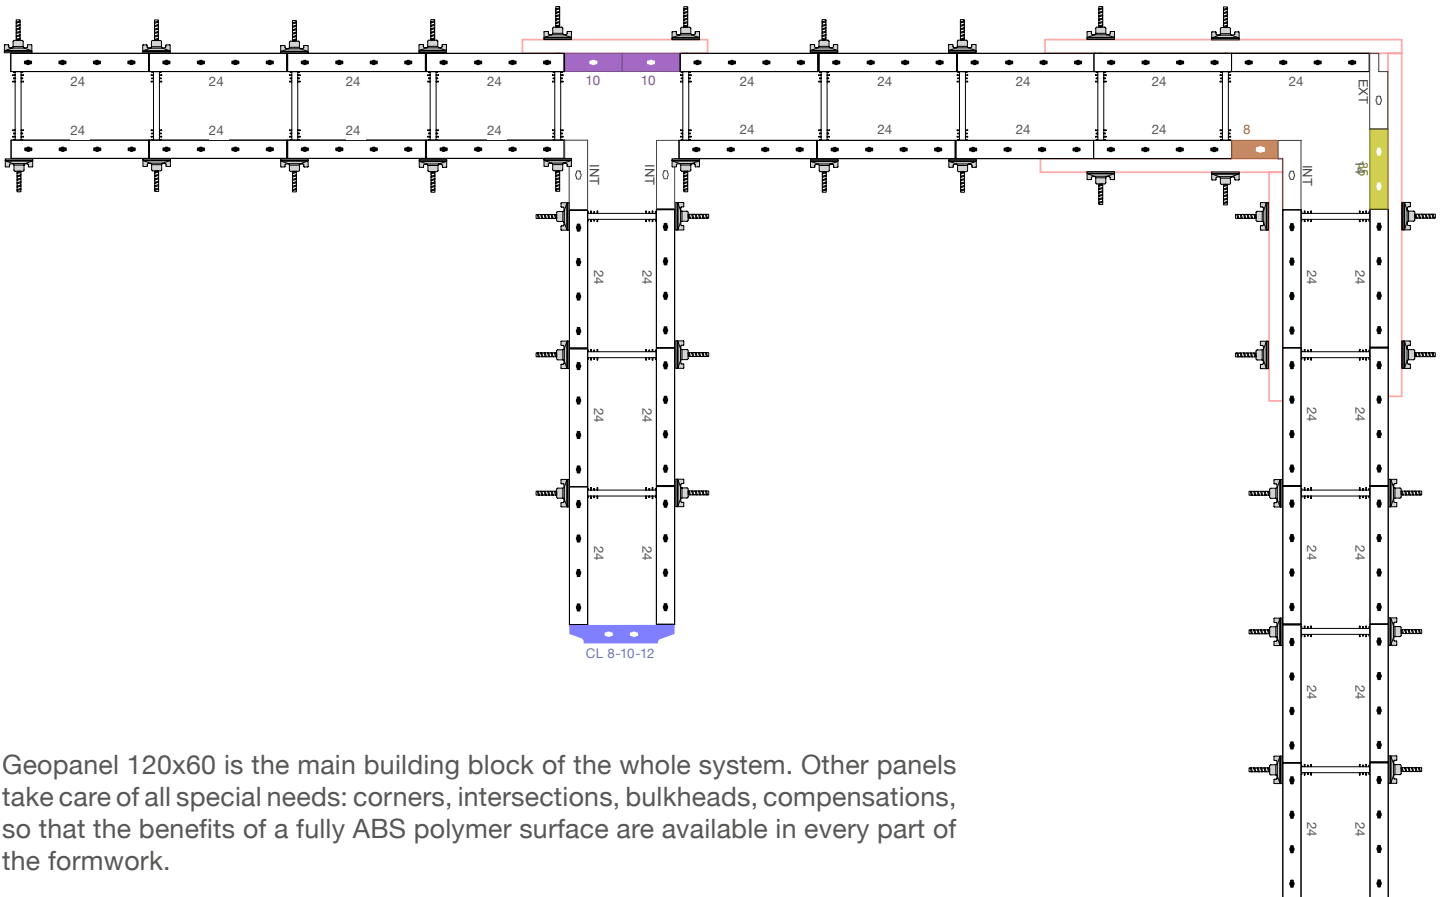 24 24 24 24 10 10 24 24 24 24 24
24 24 24 24 24 24 24 24 8
EXT
INT INT INT
24 24 24 24
24 24 24 24
24 24 24 24
CL 8-10-12
24 24
24 24
Geopanel 120x60 is the main building block of the whole system. Other panels
take care of all special needs: corners, intersections, bulkheads, compensations,
so that the benefits of a fully ABS polymer surface are available in every part of
the formwork.